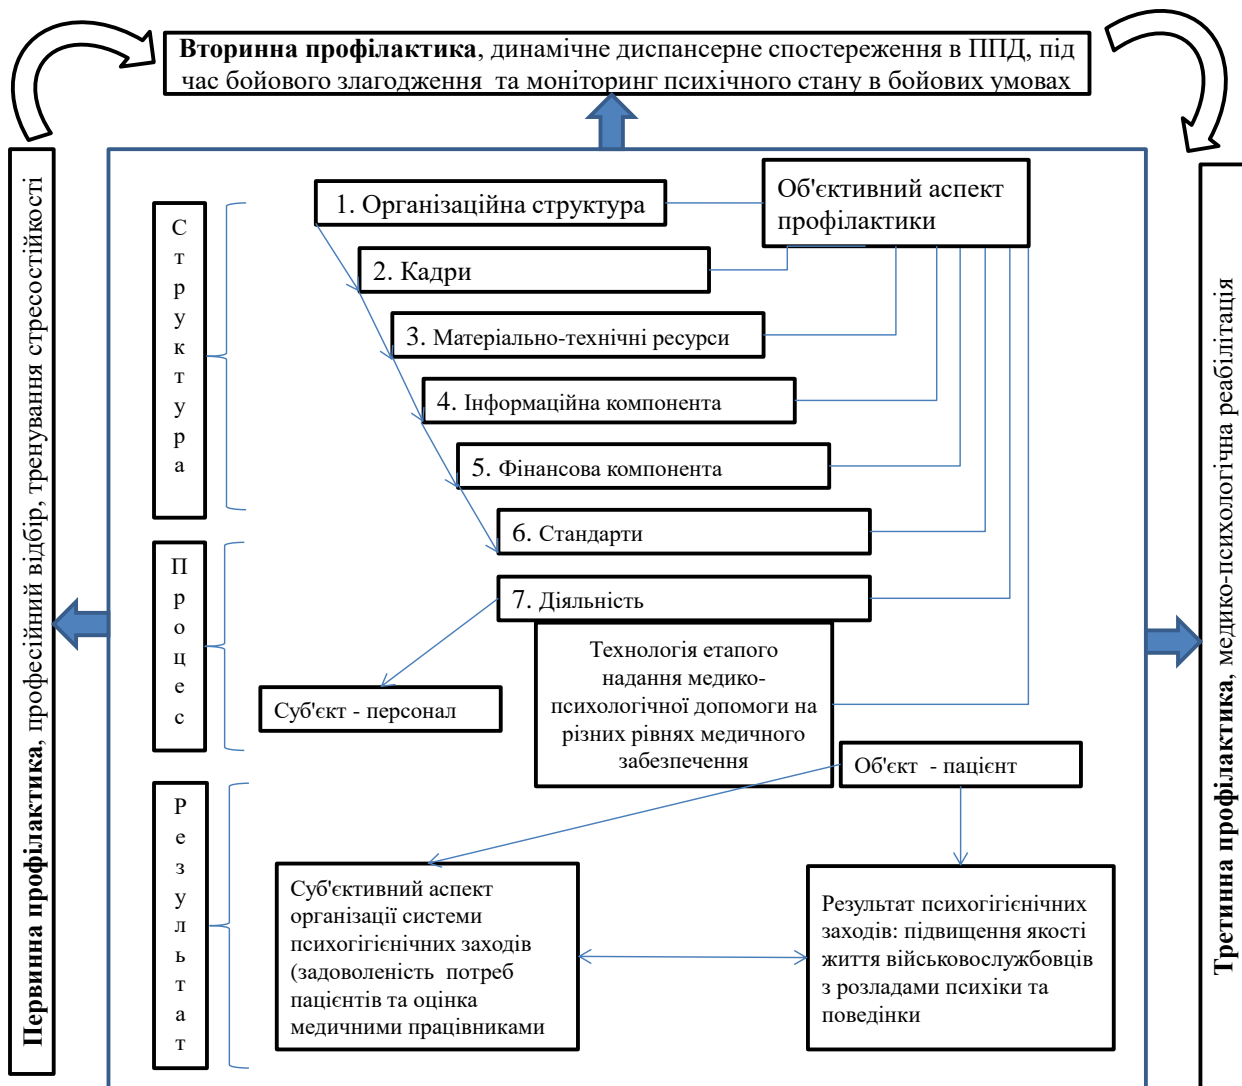 Вторинна профілактика, динамічне диспансерне спостереження в ППД, під
час бойового злагодження та моніторинг психічного стану в бойових умовах
Первинна профілактика, професійний відбір, тренування стресостійкості
Структура
1. Організаційна структура
Об'єктивний аспект
профілактики
2. Кадри
3. Матеріально-технічні ресурси
4. Інформаційна компонента
5. Фінансова компонента
6. Стандарти
Процес
7. Діяльність
Технологія етапого
надання медико-
психологічної допомоги на
різних рівнях медичного
забезпечення
Суб'єкт - персонал
Об'єкт - пацієнт
Результат
Суб'єктивний аспект
організації системи
психогігієнічних заходів
(задоволеність потреб
пацієнтів та оцінка
медичними працівниками
Результат психогігієнічних
заходів: підвищення якості
життя військовослужбовців
з розладами психіки та
поведінки
Третинна профілактика, медико-психологічна реабілітація